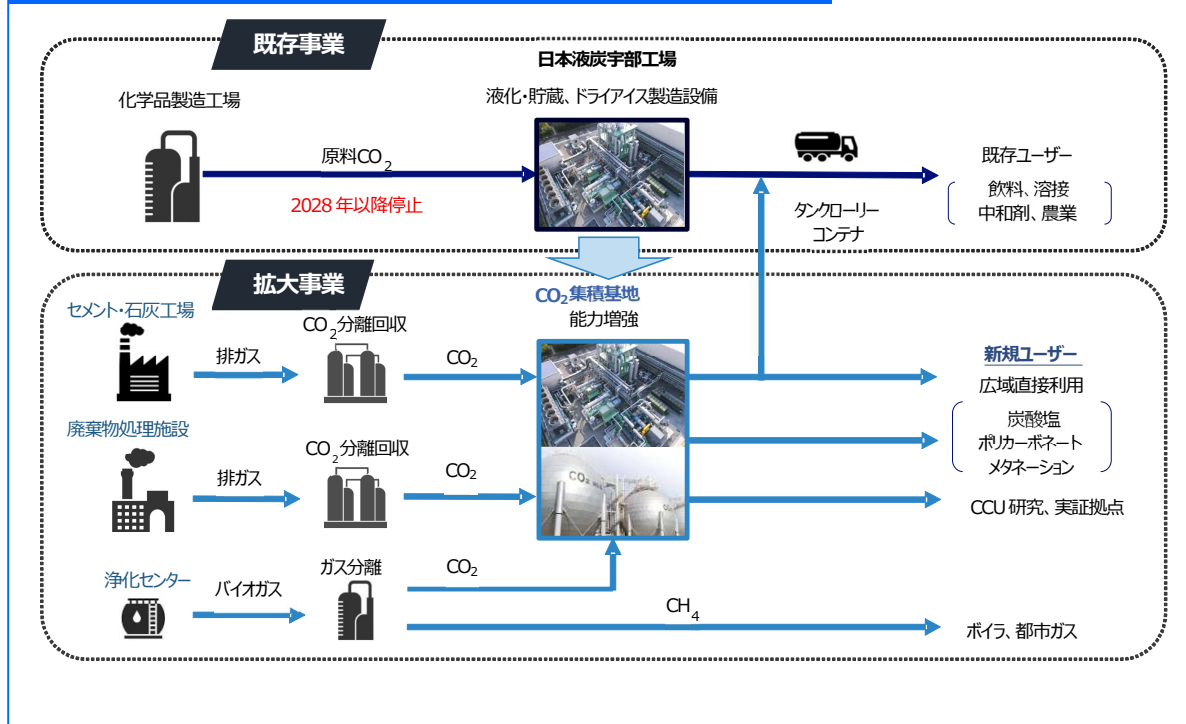 既存事業
日本液炭宇部工場
化学品製造工場
液化・貯蔵、ドライアイス製造設備
原料CO2
2028年以降停止
タンクローリー
コンテナ
既存ユーザー
飲料、溶接
中和剤、農業
拡大事業
CO2集積基地
能力増強
セメント・石灰工場
排ガス
CO2分離回収
CO2
新規ユーザー
広域直接利用
炭酸塩
ポリカーボネート
メタネーション
廃棄物処理施設
排ガス
CO2分離回収
CO2
CCU研究、実証拠点
浄化センター
バイオガス
ガス分離
CO2
CH4
ボイラ、都市ガス